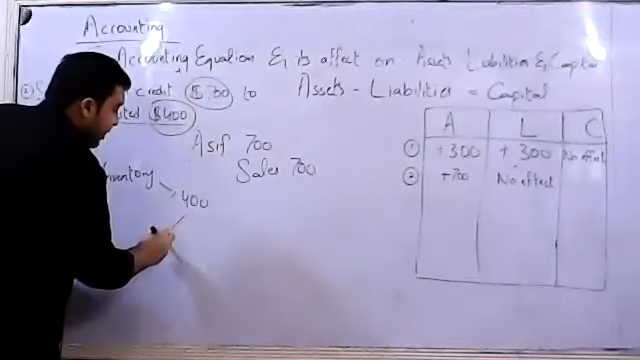 Accounting
Accounting Equation & its affect on Assets Liabilities & Capital
② S credit $700 to
$400
Assets - Liabilities = Capital
Asif 700
Sales 700
Inventory
400
A L C
① +300 +300 No effect
② +700 No effect